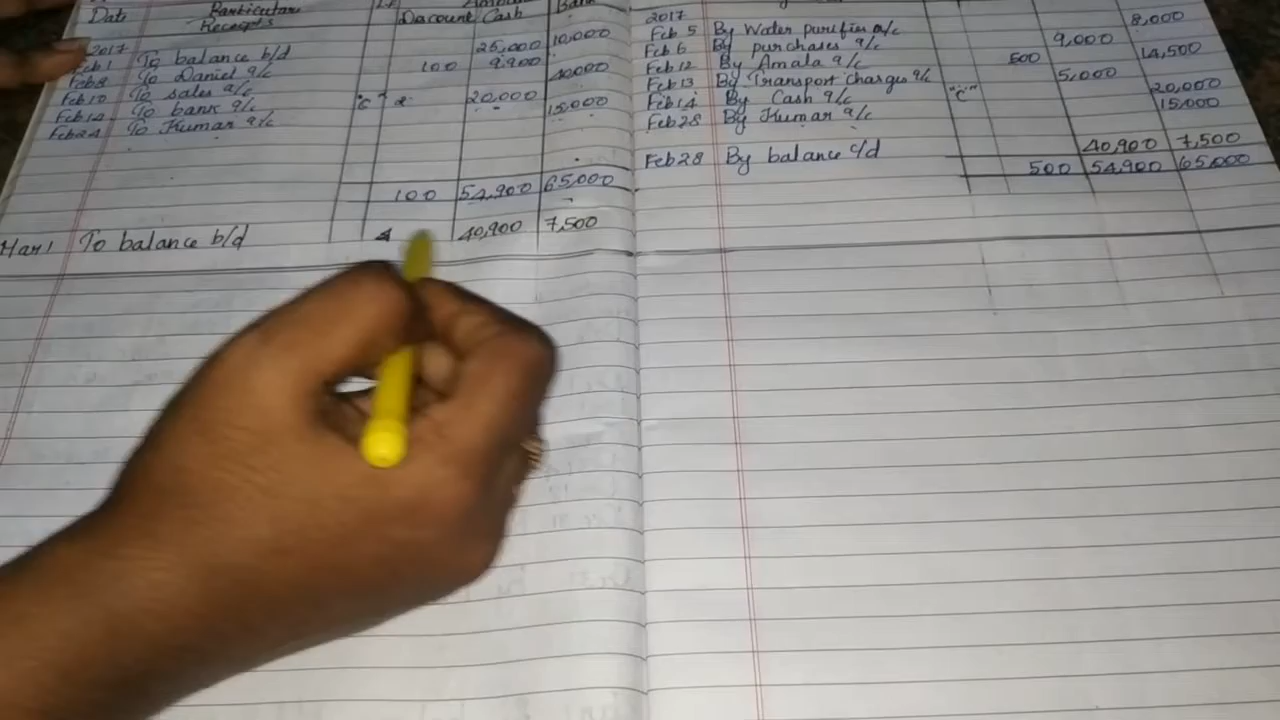 Date Particulars
Receipts Discount Cash Bank
2017
Feb 1 To balance b/d 25,000 10,000
Feb 8 To Daniel a/c 100 9,900
Feb 10 To sales a/c 40,000
Feb 14 To bank a/c "C" 20,000
Feb 24 To Kumar a/c 15,000
100 54,900 65,000
Mar 1 To balance b/d 40,900 7,500
2017
Feb 5 By Water purifier a/c 8,000
Feb 6 By purchases a/c 9,000
Feb 12 By Amala a/c 500 14,500
Feb 13 By Transport charges a/c 5,000
Feb 14 By Cash a/c "C" 20,000
Feb 28 By Kumar a/c 15,000
Feb 28 By balance c/d 40,900 7,500
500 54,900 65,000